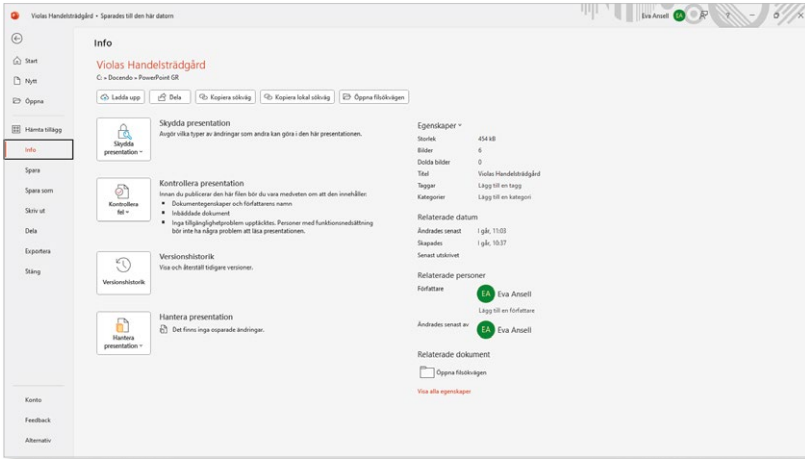 Violas Handelsträdgård • Sparades till den här datorn
Eva Ansell EA
Info
Start
Nytt
Öppna
Hämta tillägg
Info
Spara
Spara som
Skriv ut
Dela
Exportera
Stäng
Konto
Feedback
Alternativ
Violas Handelsträdgård
C: » Docendo » PowerPoint GR
Ladda upp Dela Kopiera sökväg Kopiera lokal sökväg Öppna filsökvägen
Skydda presentation
Skydda presentation
Avgör vilka typer av ändringar som andra kan göra i den här presentationen.
Kontrollera fel
Kontrollera presentation
Innan du publicerar den här filen bör du vara medveten om att den innehåller:
Dokumentegenskaper och författarens namn
Inbäddade dokument
Inga tillgänglighetproblem upptäcktes. Personer med funktionsnedsättning
bör inte ha några problem att läsa presentationen.
Versionshistorik
Versionshistorik
Visa och återställ tidigare versioner.
Hantera presentation
Hantera presentation
Det finns inga osparade ändringar.
Egenskaper
Storlek 454 kB
Bilder 6
Dolda bilder 0
Titel Violas Handelsträdgård
Taggar Lägg till en tagg
Kategorier Lägg till en kategori
Relaterade datum
Ändrades senast I går, 11:03
Skapades I går, 10:37
Senast utskrivet
Relaterade personer
Författare EA Eva Ansell
Lägg till en författare
Ändrades senast av EA Eva Ansell
Relaterade dokument
Öppna filsökvägen
Visa alla egenskaper